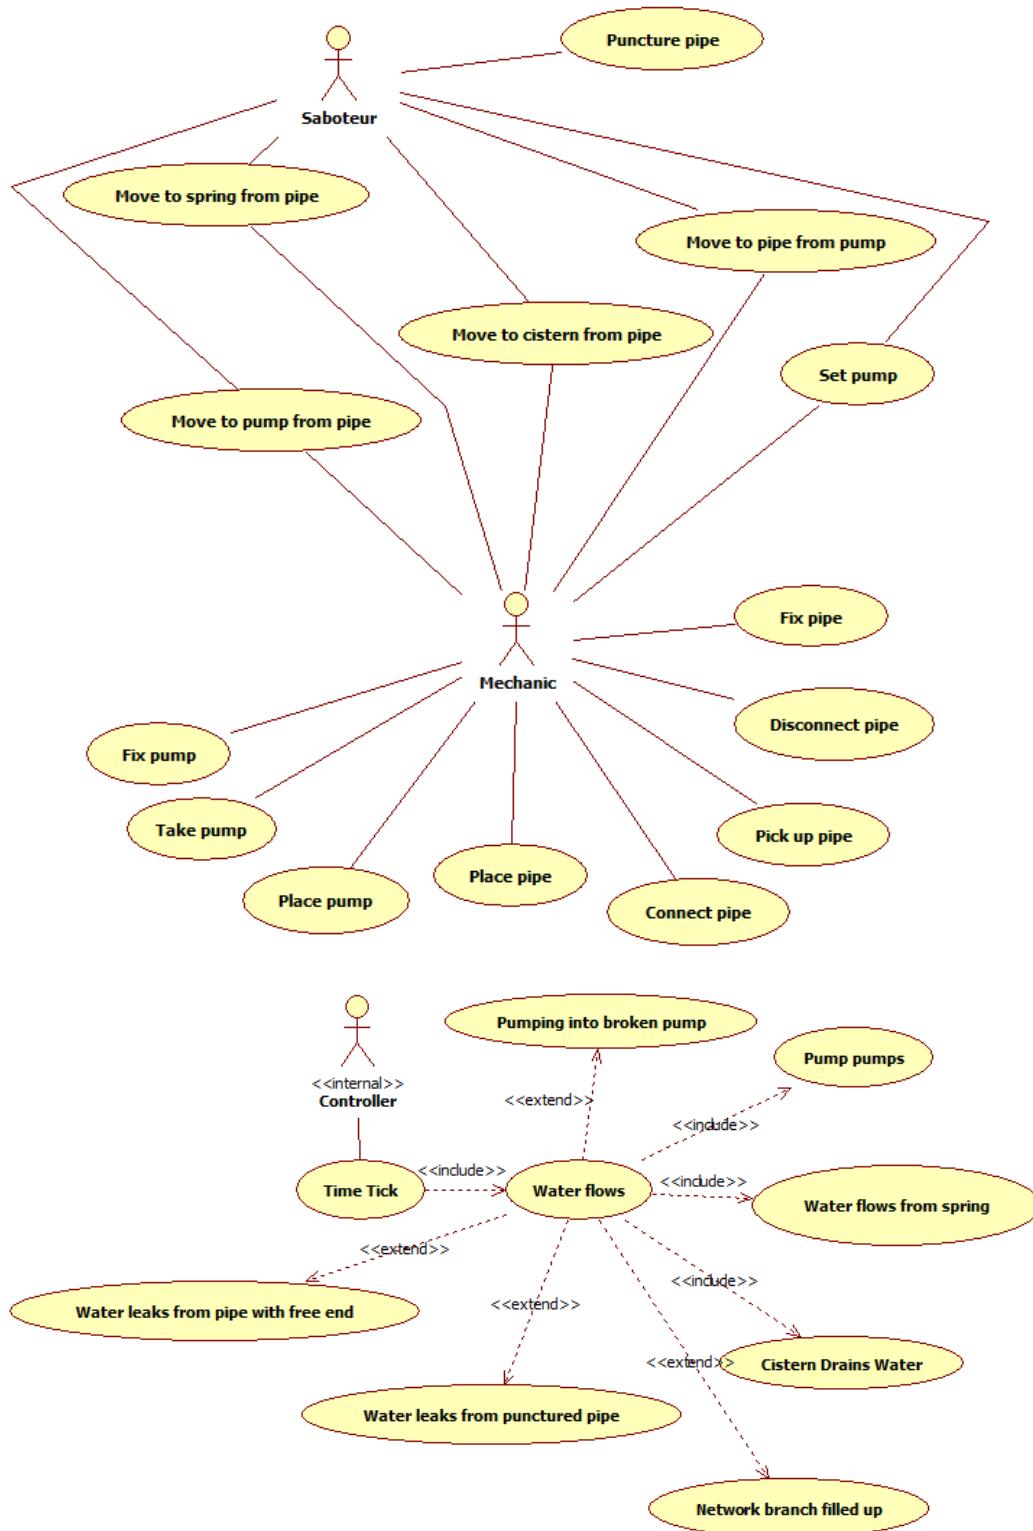 Puncture pipe
Saboteur
Move to spring from pipe
Move to pipe from pump
Move to cistern from pipe
Set pump
Move to pump from pipe
Fix pipe
Mechanic
Disconnect pipe
Fix pump
Take pump
Pick up pipe
Place pipe
Place pump
Connect pipe
Pumping into broken pump
Pump pumps
<<internal>>
Controller
<<extend>>
<<include>>
<<include>>
Time Tick
Water flows
<<include>>
Water flows from spring
<<extend>>
<<include>>
<<extend>>
Water leaks from pipe with free end
<<extend>>
Cistern Drains Water
Water leaks from punctured pipe
Network branch filled up